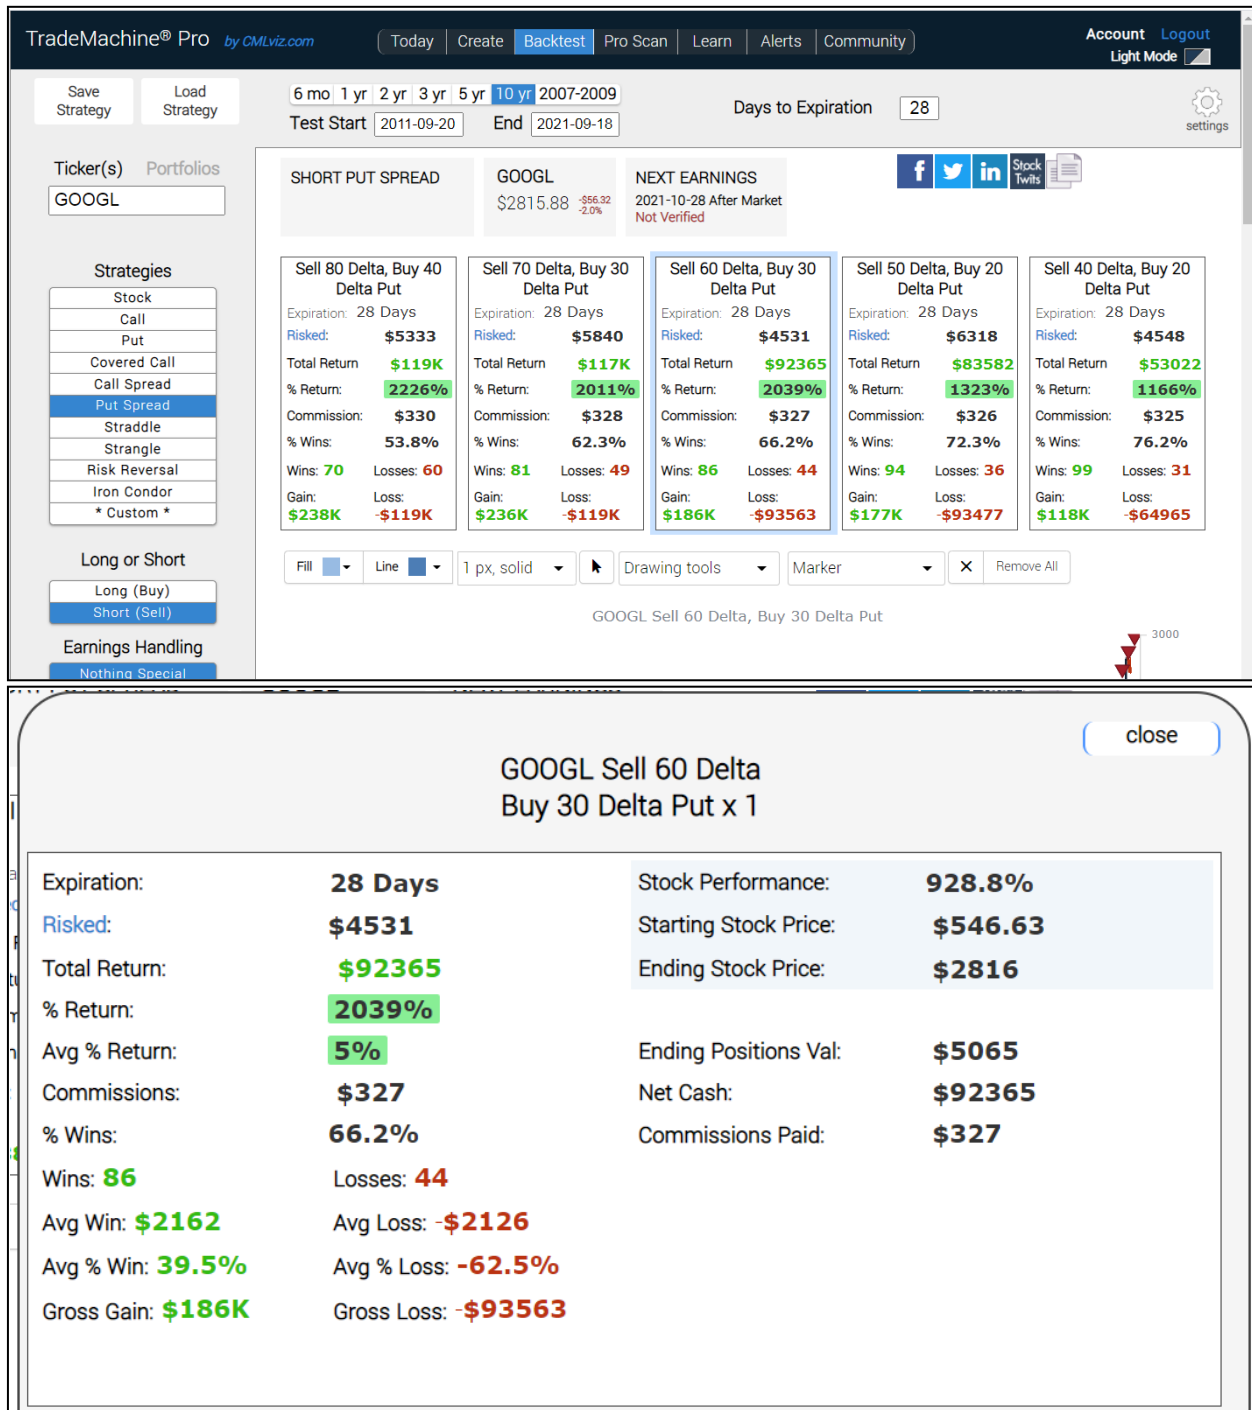 TradeMachine® Pro by CMLviz.com
Today Create Backtest Pro Scan Learn Alerts Community
Account Logout
Light Mode
Save Strategy
Load Strategy
6 mo 1 yr 2 yr 3 yr 5 yr 10 yr 2007-2009
Test Start 2011-09-20 End 2021-09-18
Days to Expiration 28
settings
Ticker(s) Portfolios
GOOGL
Strategies
Stock
Call
Put
Covered Call
Call Spread
Put Spread
Straddle
Strangle
Risk Reversal
Iron Condor
* Custom *
Long or Short
Long (Buy)
Short (Sell)
Earnings Handling
Nothing Special
SHORT PUT SPREAD
GOOGL
$2815.88 -$56.32
-2.0%
NEXT EARNINGS
2021-10-28 After Market
Not Verified
f
in
Stock
Twits
Sell 80 Delta, Buy 40
Delta Put
Expiration: 28 Days
Risked: $5333
Total Return $119K
% Return: 2226%
Commission: $330
% Wins: 53.8%
Wins: 70 Losses: 60
Gain: Loss:
$238K -$119K
Sell 70 Delta, Buy 30
Delta Put
Expiration: 28 Days
Risked: $5840
Total Return $117K
% Return: 2011%
Commission: $328
% Wins: 62.3%
Wins: 81 Losses: 49
Gain: Loss:
$236K -$119K
Sell 60 Delta, Buy 30
Delta Put
Expiration: 28 Days
Risked: $4531
Total Return $92365
% Return: 2039%
Commission: $327
% Wins: 66.2%
Wins: 86 Losses: 44
Gain: Loss:
$186K -$93563
Sell 50 Delta, Buy 20
Delta Put
Expiration: 28 Days
Risked: $6318
Total Return $83582
% Return: 1323%
Commission: $326
% Wins: 72.3%
Wins: 94 Losses: 36
Gain: Loss:
$177K -$93477
Sell 40 Delta, Buy 20
Delta Put
Expiration: 28 Days
Risked: $4548
Total Return $53022
% Return: 1166%
Commission: $325
% Wins: 76.2%
Wins: 99 Losses: 31
Gain: Loss:
$118K -$64965
Fill Line 1 px, solid Drawing tools Marker X Remove All
GOOGL Sell 60 Delta, Buy 30 Delta Put
3000
close
GOOGL Sell 60 Delta
Buy 30 Delta Put x 1
Expiration: 28 Days
Risked: $4531
Total Return: $92365
% Return: 2039%
Avg % Return: 5%
Commissions: $327
% Wins: 66.2%
Wins: 86 Losses: 44
Avg Win: $2162 Avg Loss: -$2126
Avg % Win: 39.5% Avg % Loss: -62.5%
Gross Gain: $186K Gross Loss: -$93563
Stock Performance: 928.8%
Starting Stock Price: $546.63
Ending Stock Price: $2816
Ending Positions Val: $5065
Net Cash: $92365
Commissions Paid: $327